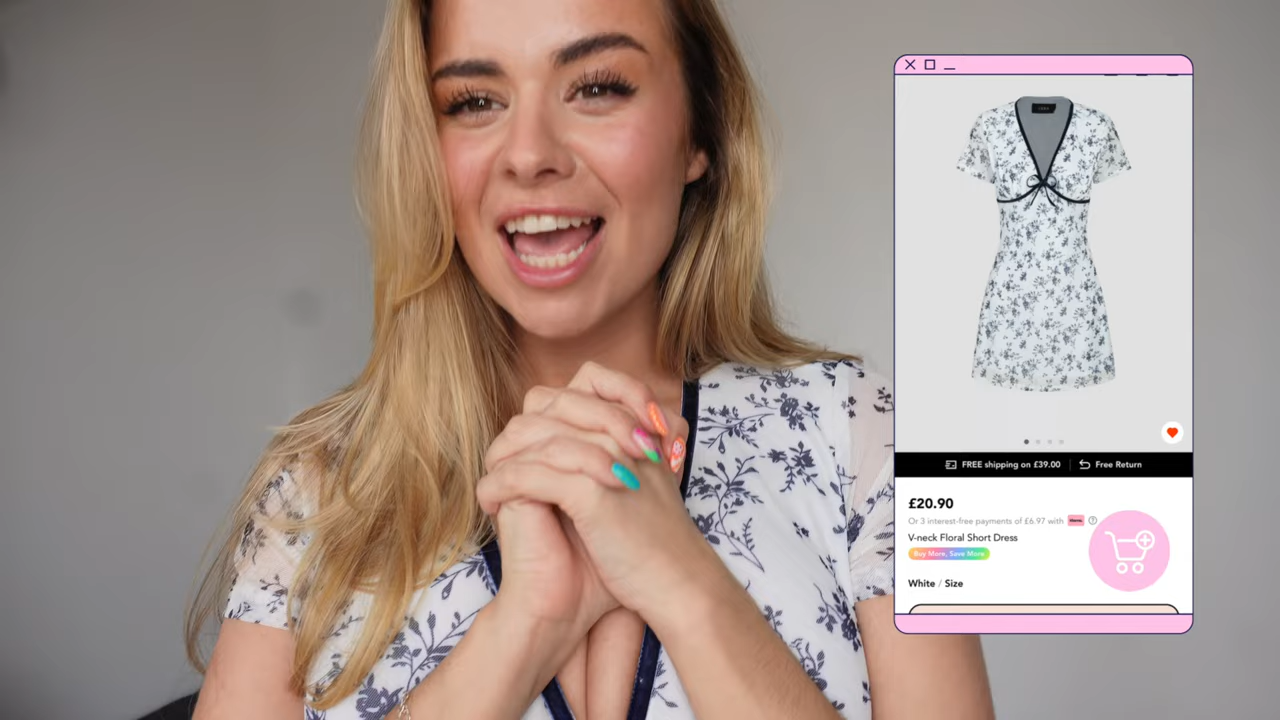 FREE shipping on £39.00 Free Return
£20.90
Or 3 interest-free payments of £6.97 with Klarna. ?
V-neck Floral Short Dress
Buy More, Save More
White / Size